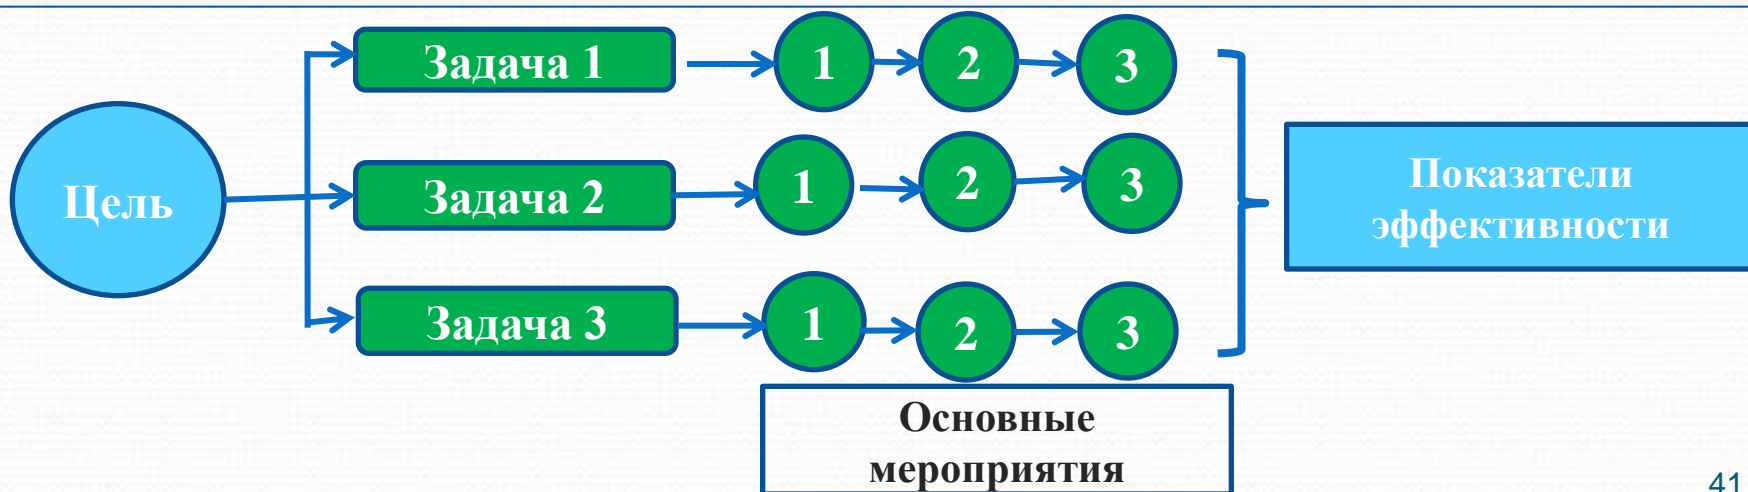 Задача 1
1
2
3
Цель
Задача 2
1
2
3
Показатели
эффективности
Задача 3
1
2
3
Основные
мероприятия
41